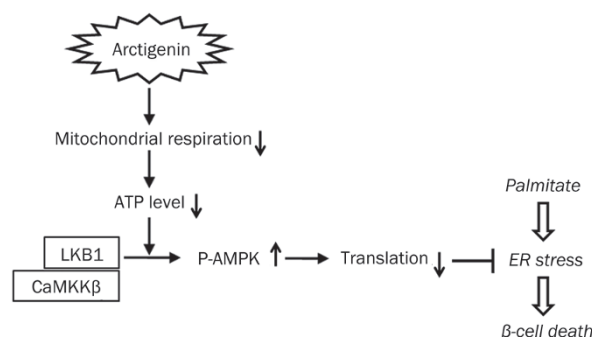 Arctigenin
Mitochondrial respiration
ATP level
Palmitate
LKB1
P-AMPK
Translation
ER stress
CaMKKβ
β-cell death